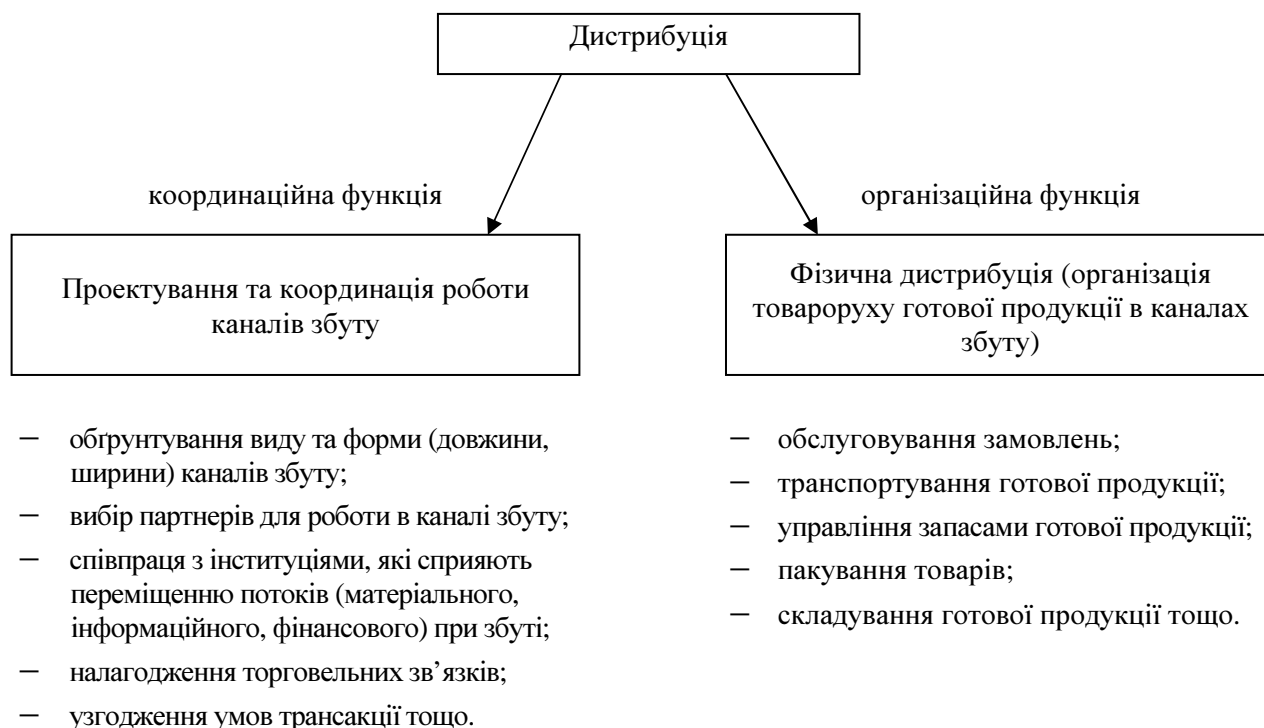 Дистрибуція
координаційна функція
організаційна функція
Проектування та координація роботи
каналів збуту
Фізична дистрибуція (організація
товароруху готової продукції в каналах
збуту)
– обґрунтування виду та форми (довжини,
ширини) каналів збуту;
– вибір партнерів для роботи в каналі збуту;
– співпраця з інституціями, які сприяють
переміщенню потоків (матеріального,
інформаційного, фінансового) при збуті;
– налагодження торговельних зв’язків;
– узгодження умов трансакції тощо.
– обслуговування замовлень;
– транспортування готової продукції;
– управління запасами готової продукції;
– пакування товарів;
– складування готової продукції тощо.